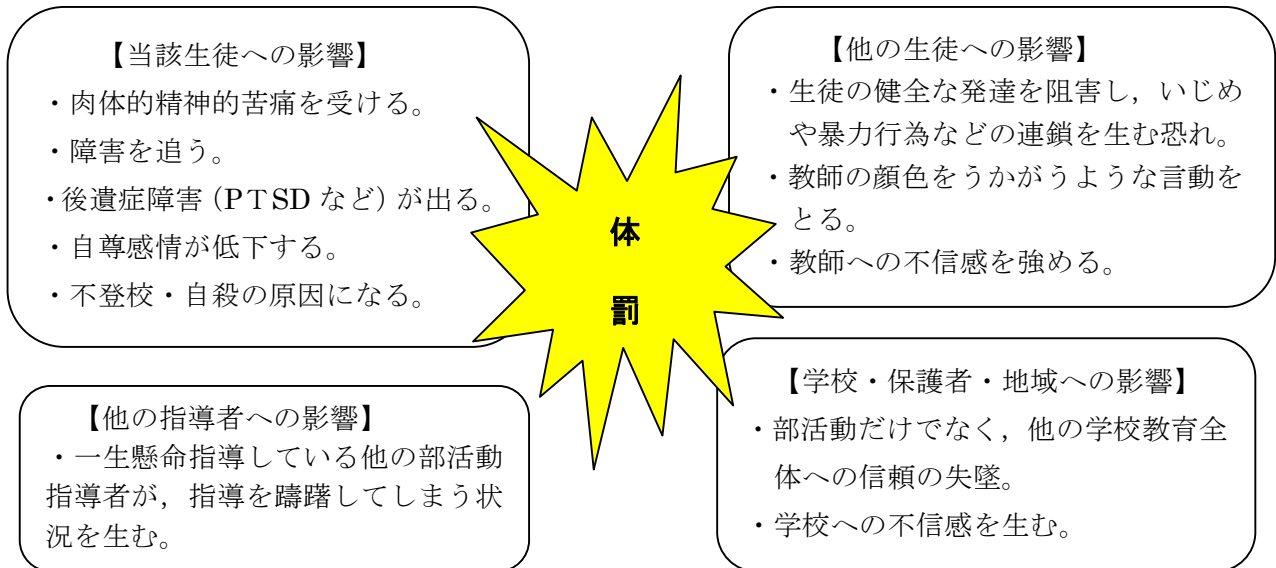 【当該生徒への影響】
・肉体的精神的苦痛を受ける。
・障害を追う。
・後遺症障害（PTSD など）が出る。
・自尊感情が低下する。
・不登校・自殺の原因になる。
【他の生徒への影響】
・生徒の健全な発達を阻害し，いじめ
や暴力行為などの連鎖を生む恐れ。
・教師の顔色をうかがうような言動を
とる。
・教師への不信感を強める。
体
罰
【他の指導者への影響】
・一生懸命指導している他の部活動
指導者が，指導を躊躇してしまう状
況を生む。
【学校・保護者・地域への影響】
・部活動だけでなく，他の学校教育全
体への信頼の失墜。
・学校への不信感を生む。